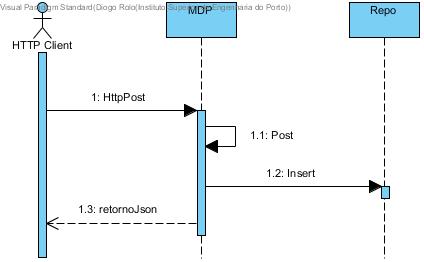 Visual Paradigm Standard(Diogo Rolo(Instituto Superior de Engenharia do Porto))
MDP
Repo
HTTP Client
1: HttpPost
1.1: Post
1.2: Insert
1.3: retornoJson